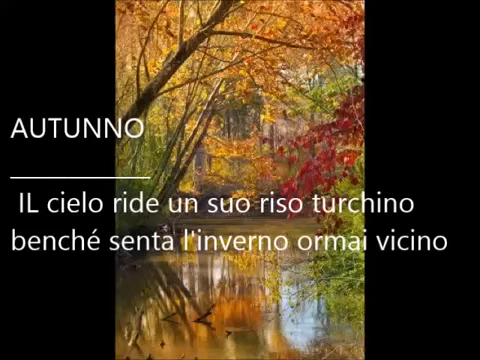 AUTUNNO
IL cielo ride un suo riso turchino
benché senta l'inverno ormai vicino